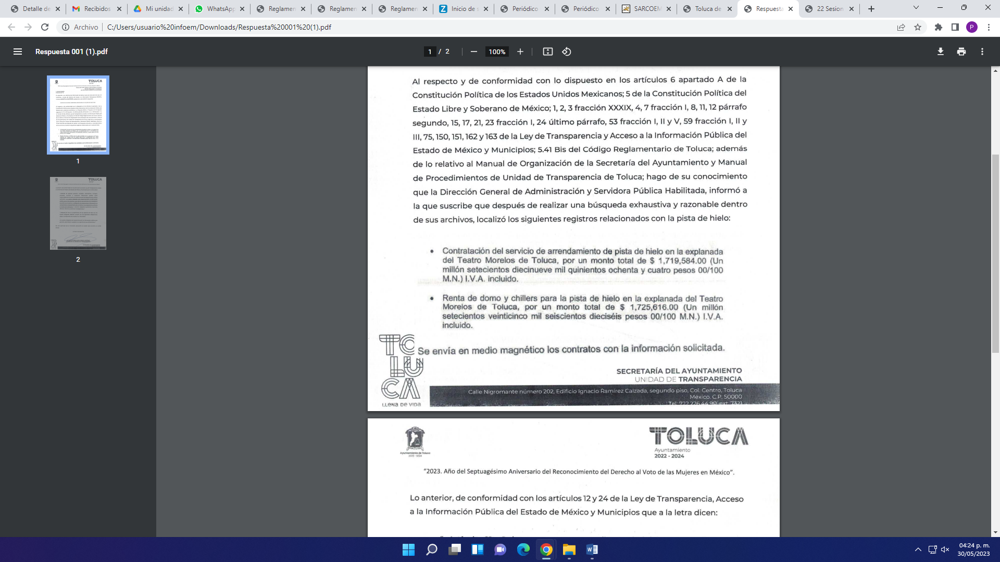 Detalle de
Recibidos
Mi unidad
WhatsApp
Reglamen
Reglamen
Reglamen
Inicio de s
Periódico
Periódico
SARCOEM
Toluca de
Respuesta
22 Sesion
Archivo
C:/Users/usuario%20infoem/Downloads/Respuesta%20001%20(1).pdf
P
Respuesta 001 (1).pdf
1 / 2
100%
TOLUCA
1
TOLUCA
2
Al respecto y de conformidad con lo dispuesto en los artículos 6 apartado A de la
Constitución Política de los Estados Unidos Mexicanos; 5 de la Constitución Política del
Estado Libre y Soberano de México; 1, 2, 3 fracción XXXIX, 4, 7 fracción I, 8, 11, 12 párrafo
segundo, 15, 17, 21, 23 fracción I, 24 último párrafo, 53 fracción I, II y V, 59 fracción I, II y
III, 75, 150, 151, 162 y 163 de la Ley de Transparencia y Acceso a la Información Pública del
Estado de México y Municipios; 5.41 Bis del Código Reglamentario de Toluca; además
de lo relativo al Manual de Organización de la Secretaría del Ayuntamiento y Manual
de Procedimientos de Unidad de Transparencia de Toluca; hago de su conocimiento
que la Dirección General de Administración y Servidora Pública Habilitada, informó a
la que suscribe que después de realizar una búsqueda exhaustiva y razonable dentro
de sus archivos, localizó los siguientes registros relacionados con la pista de hielo:
• Contratación del servicio de arrendamiento de pista de hielo en la explanada
del Teatro Morelos de Toluca, por un monto total de $ 1,719,584.00 (Un
millón setecientos diecinueve mil quinientos ochenta y cuatro pesos 00/100
M.N.) I.V.A. incluido.
• Renta de domo y chillers para la pista de hielo en la explanada del Teatro
Morelos de Toluca, por un monto total de $ 1,725,616.00 (Un millón
setecientos veinticinco mil seiscientos dieciséis pesos 00/100 M.N.) I.V.A.
incluido.
Se envía en medio magnético los contratos con la información solicitada.
TOLUCA
LLENA DE VIDA
SECRETARÍA DEL AYUNTAMIENTO
UNIDAD DE TRANSPARENCIA
Calle Nigromante número 202, Edificio Ignacio Ramírez Calzada, segundo piso, Col. Centro, Toluca
México. C.P. 50000
Tel: 722 226 44 90 ext. 7321
Ayuntamiento de Toluca
2022 - 2024
TOLUCA
Ayuntamiento
2022 - 2024
"2023. Año del Septuagésimo Aniversario del Reconocimiento del Derecho al Voto de las Mujeres en México".
Lo anterior, de conformidad con los artículos 12 y 24 de la Ley de Transparencia, Acceso
a la Información Pública del Estado de México y Municipios que a la letra dicen:
04:24 p. m.
30/05/2023